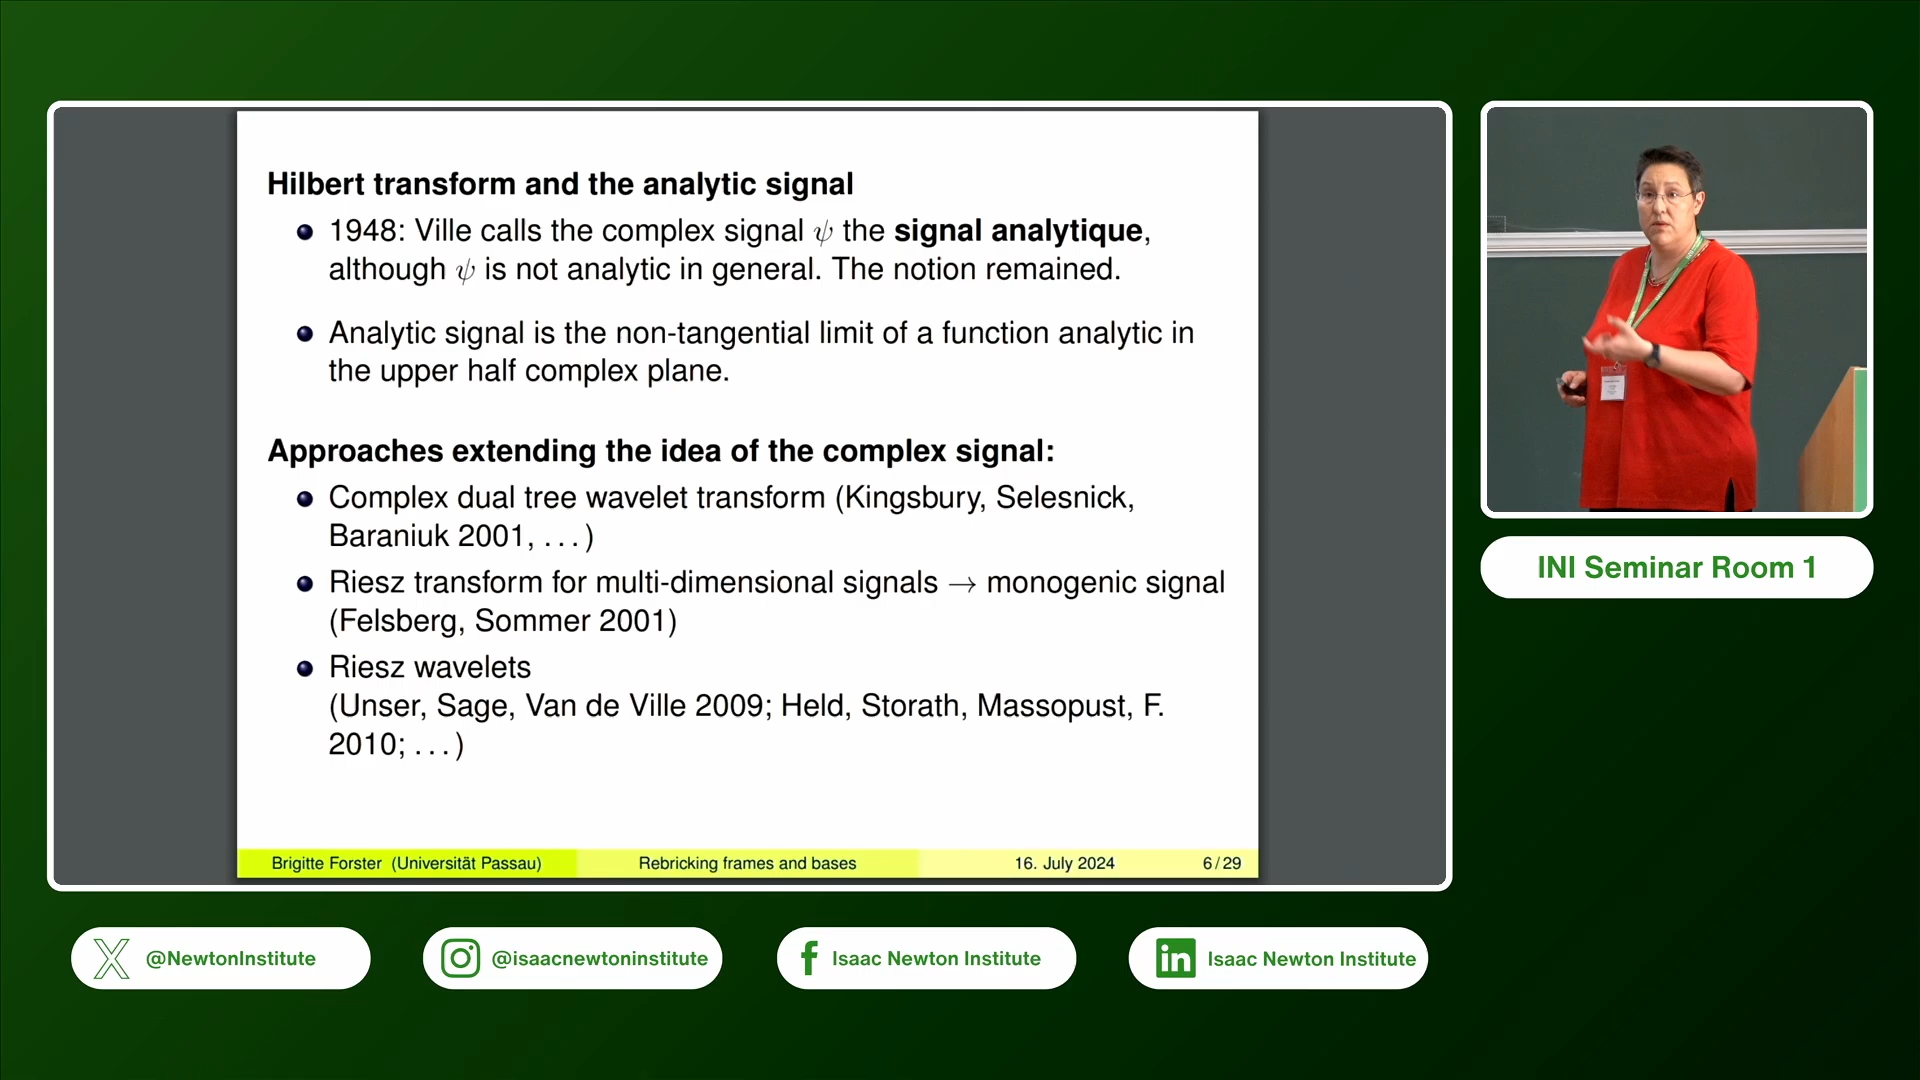 Hilbert transform and the analytic signal
1948: Ville calls the complex signal ψ the signal analytique,
although ψ is not analytic in general. The notion remained.
Analytic signal is the non-tangential limit of a function analytic in
the upper half complex plane.
Approaches extending the idea of the complex signal:
Complex dual tree wavelet transform (Kingsbury, Selesnick,
Baraniuk 2001, . . . )
Riesz transform for multi-dimensional signals → monogenic signal
(Felsberg, Sommer 2001)
Riesz wavelets
(Unser, Sage, Van de Ville 2009; Held, Storath, Massopust, F.
2010; . . . )
Brigitte Forster (Universität Passau) Rebricking frames and bases 16. July 2024 6 / 29
INI Seminar Room 1
@NewtonInstitute @isaacnewtoninstitute Isaac Newton Institute Isaac Newton Institute